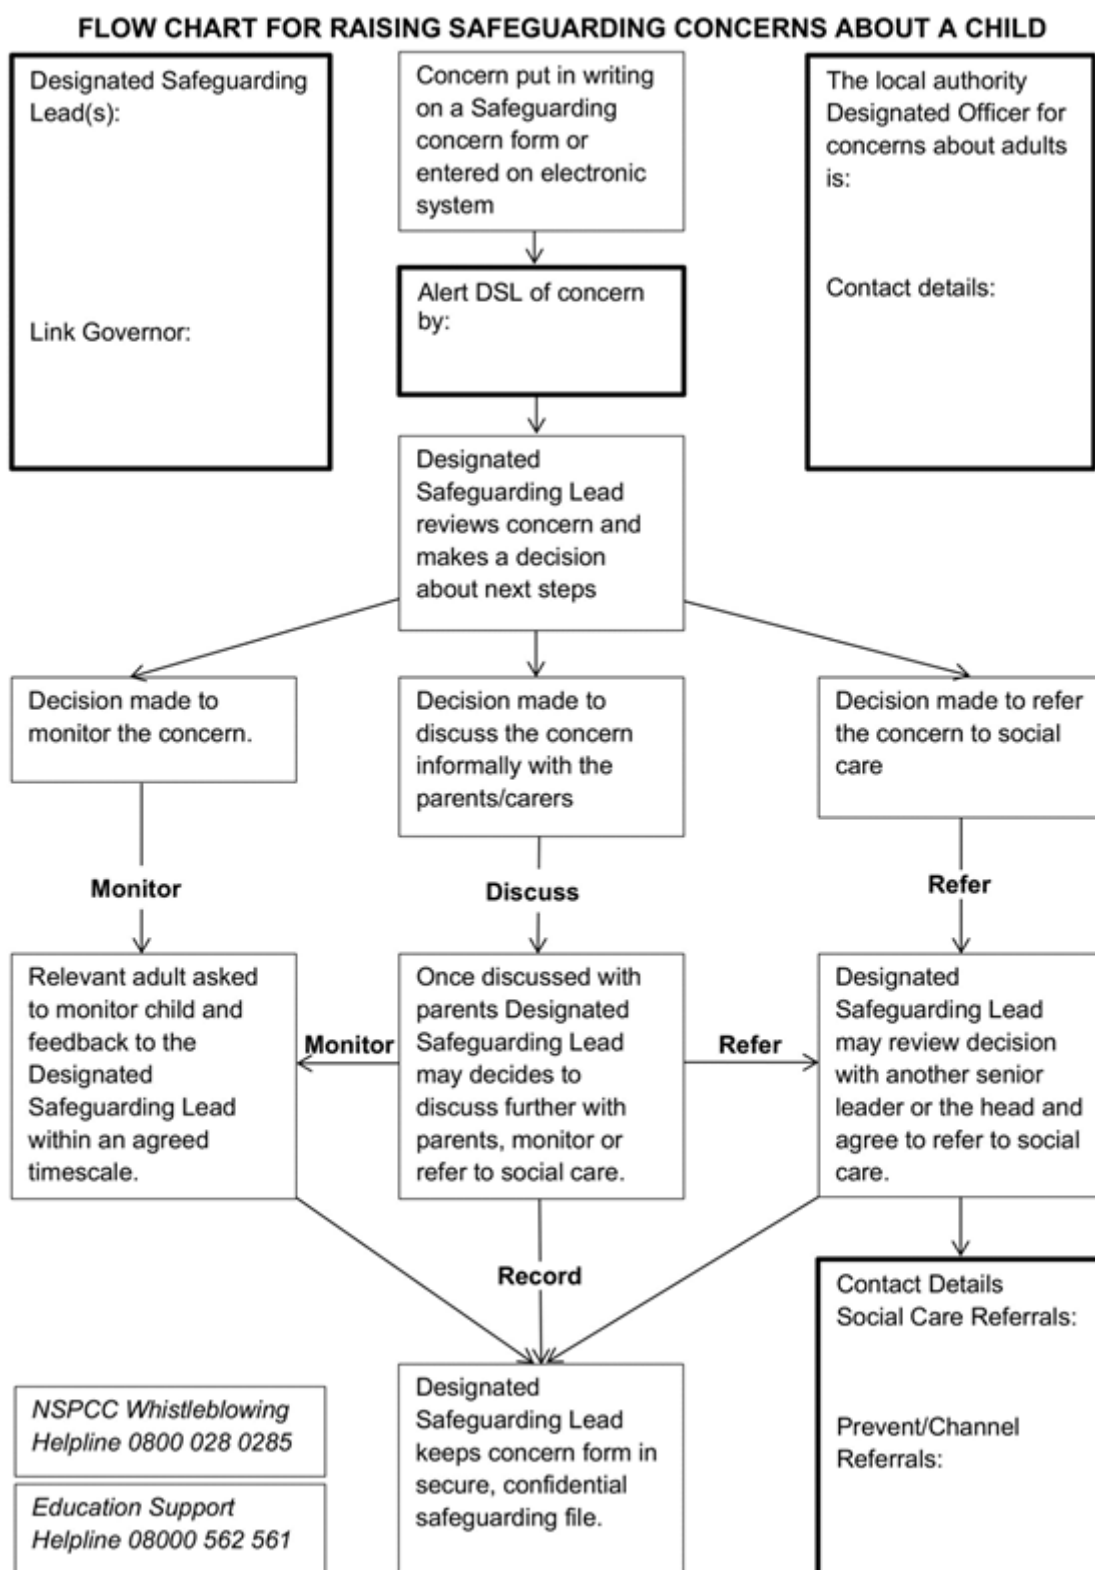 FLOW CHART FOR RAISING SAFEGUARDING CONCERNS ABOUT A CHILD
Designated Safeguarding
Lead(s):
Link Governor:
Concern put in writing
on a Safeguarding
concern form or
entered on electronic
system
The local authority
Designated Officer for
concerns about adults
is:
Contact details:
Alert DSL of concern
by:
Designated
Safeguarding Lead
reviews concern and
makes a decision
about next steps
Decision made to
monitor the concern.
Decision made to
discuss the concern
informally with the
parents/carers
Decision made to refer
the concern to social
care
Monitor
Discuss
Refer
Relevant adult asked
to monitor child and
feedback to the
Designated
Safeguarding Lead
within an agreed
timescale.
Monitor
Once discussed with
parents Designated
Safeguarding Lead
may decides to
discuss further with
parents, monitor or
refer to social care.
Refer
Designated
Safeguarding Lead
may review decision
with another senior
leader or the head and
agree to refer to social
care.
Record
Contact Details
Social Care Referrals:
Prevent/Channel
Referrals:
Designated
Safeguarding Lead
keeps concern form in
secure, confidential
safeguarding file.
NSPCC Whistleblowing
Helpline 0800 028 0285
Education Support
Helpline 08000 562 561